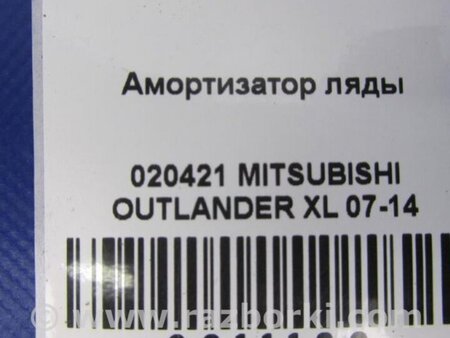 Амортизатор ляды
020421 MITSUBISHI
OUTLANDER XL 07-14
© www.razborki.com